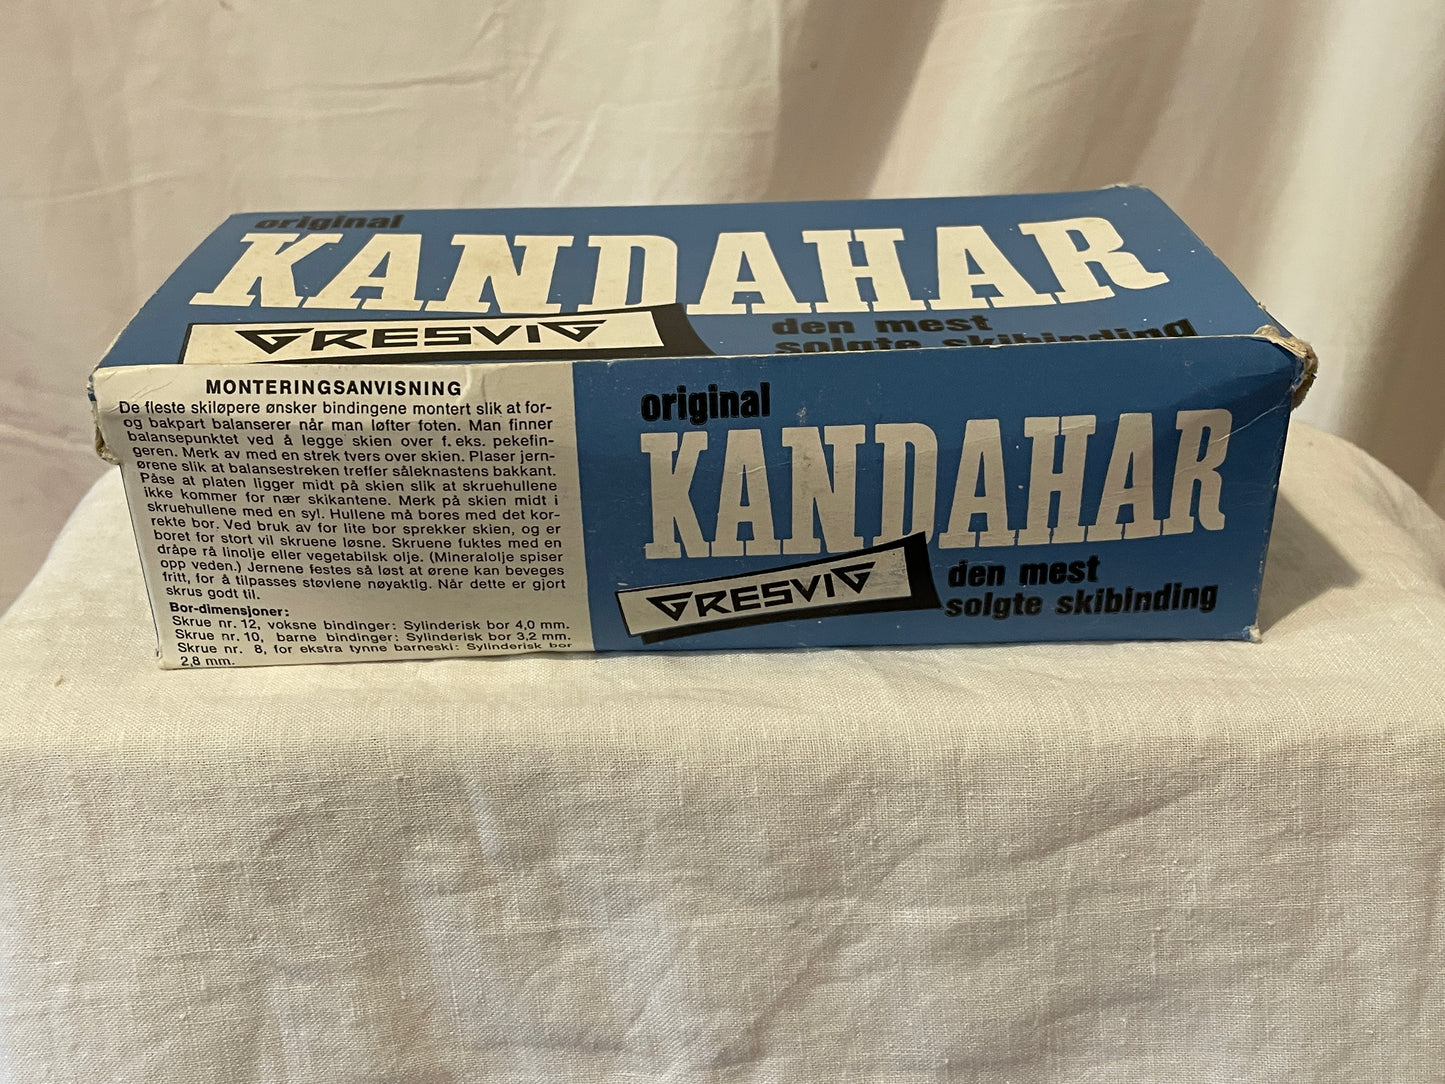 original
KANDAHAR
GRESVIG
den mest
solgte skibinding
MONTERINGSANVISNING
De fleste skiløpere ønsker bindingene montert slik at for-
og bakpart balanserer når man løfter foten. Man finner
balansepunktet ved å legge skien over f. eks. pekefin-
geren. Merk av med en strek tvers over skien. Plaser jern-
ørene slik at balansestreken treffer såleknastens bakkant.
Påse at platen ligger midt på skien slik at skruehullene
ikke kommer for nær skikantene. Merk på skien midt i
skruehullene med en syl. Hullene må bores med det kor-
rekte bor. Ved bruk av for lite bor sprekker skien, og er
boret for stort vil skruene løsne. Skruene fuktes med en
dråpe rå linolje eller vegetabilsk olje. (Mineralolje spiser
opp veden.) Jernene festes så løst at ørene kan beveges
fritt, for å tilpasses støvlene nøyaktig. Når dette er gjort
skrus godt til.
Bor-dimensjoner:
Skrue nr. 12, voksne bindinger: Sylinderisk bor 4,0 mm.
Skrue nr. 10, barne bindinger: Sylinderisk bor 3,2 mm.
Skrue nr. 8, for ekstra tynne barneski: Sylinderisk bor
2,8 mm.
original
KANDAHAR
GRESVIG
den mest
solgte skibinding